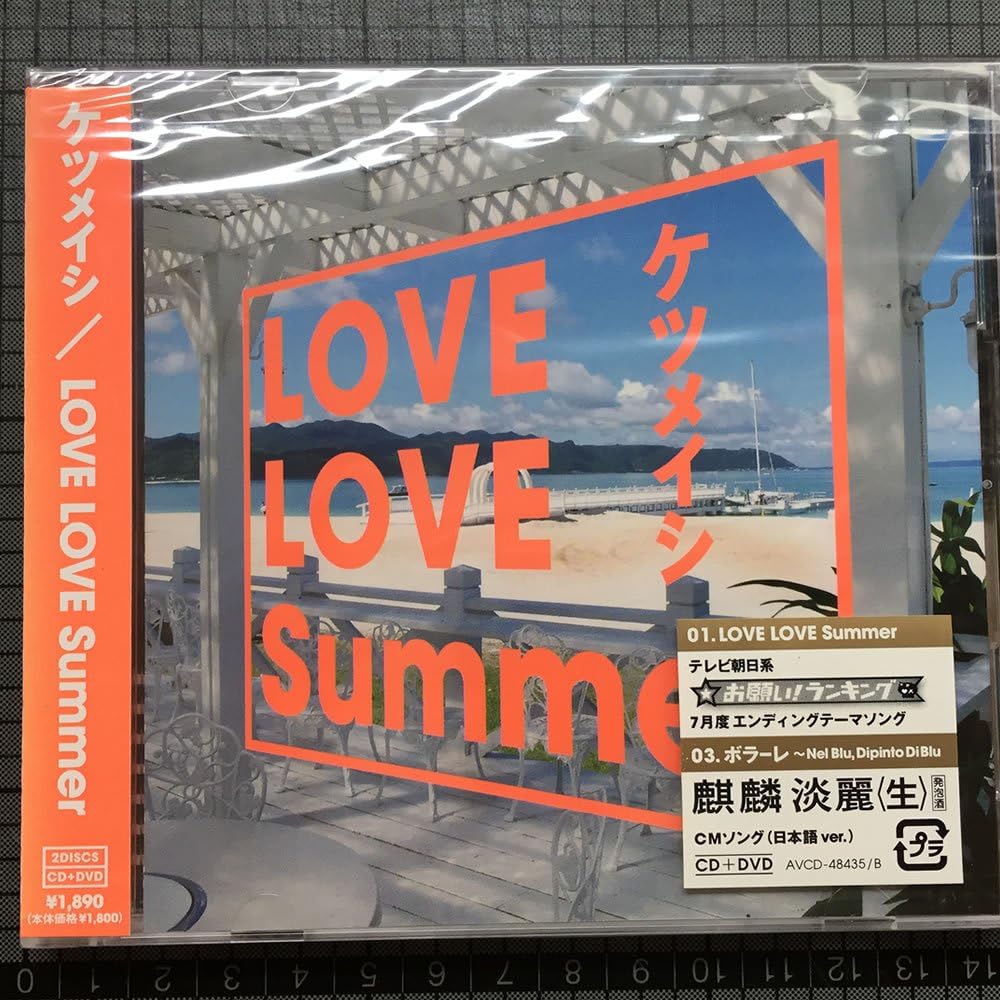 ケツメイシ/LOVE LOVE Summer
2DISCS
CD+DVD
¥1,890
(本体価格¥1,800)
LOVE
LOVE
Summe
ケツメイシ
01.LOVE LOVE Summer
テレビ朝日系
お願い!ランキング
7月度 エンディングテーマソング
03.ボラーレ ~Nel Blu, Dipinto Di Blu
麒麟 淡麗〈生〉発泡酒
CMソング(日本語 ver.)
CD+DVD AVCD-48435/B
プラ
0 1 2 3 4 5 6 7 8 9 10 11 12 13 14